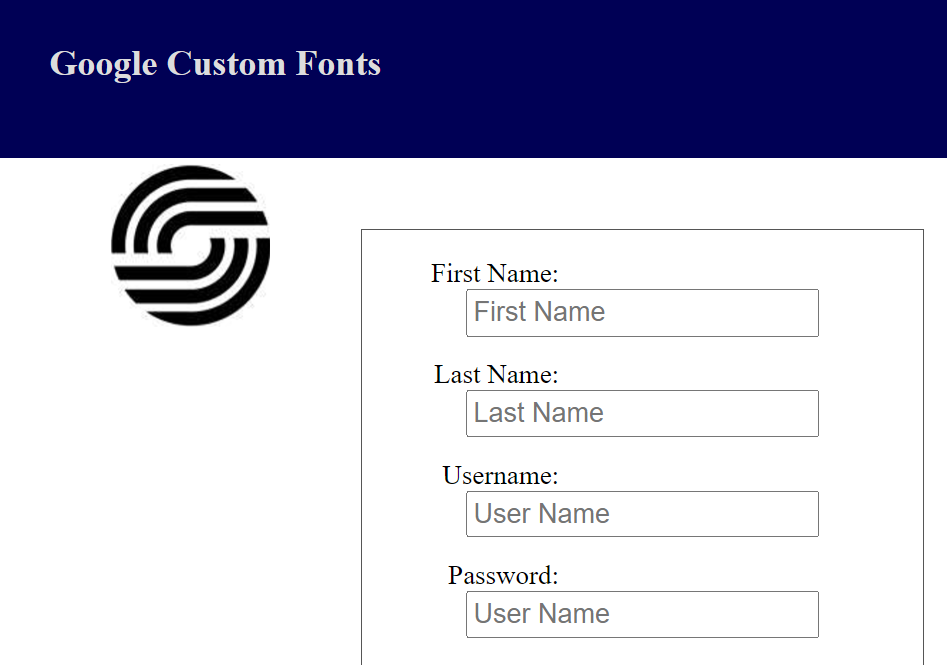 Google Custom Fonts
First Name:
First Name
Last Name:
Last Name
Username:
User Name
Password:
User Name